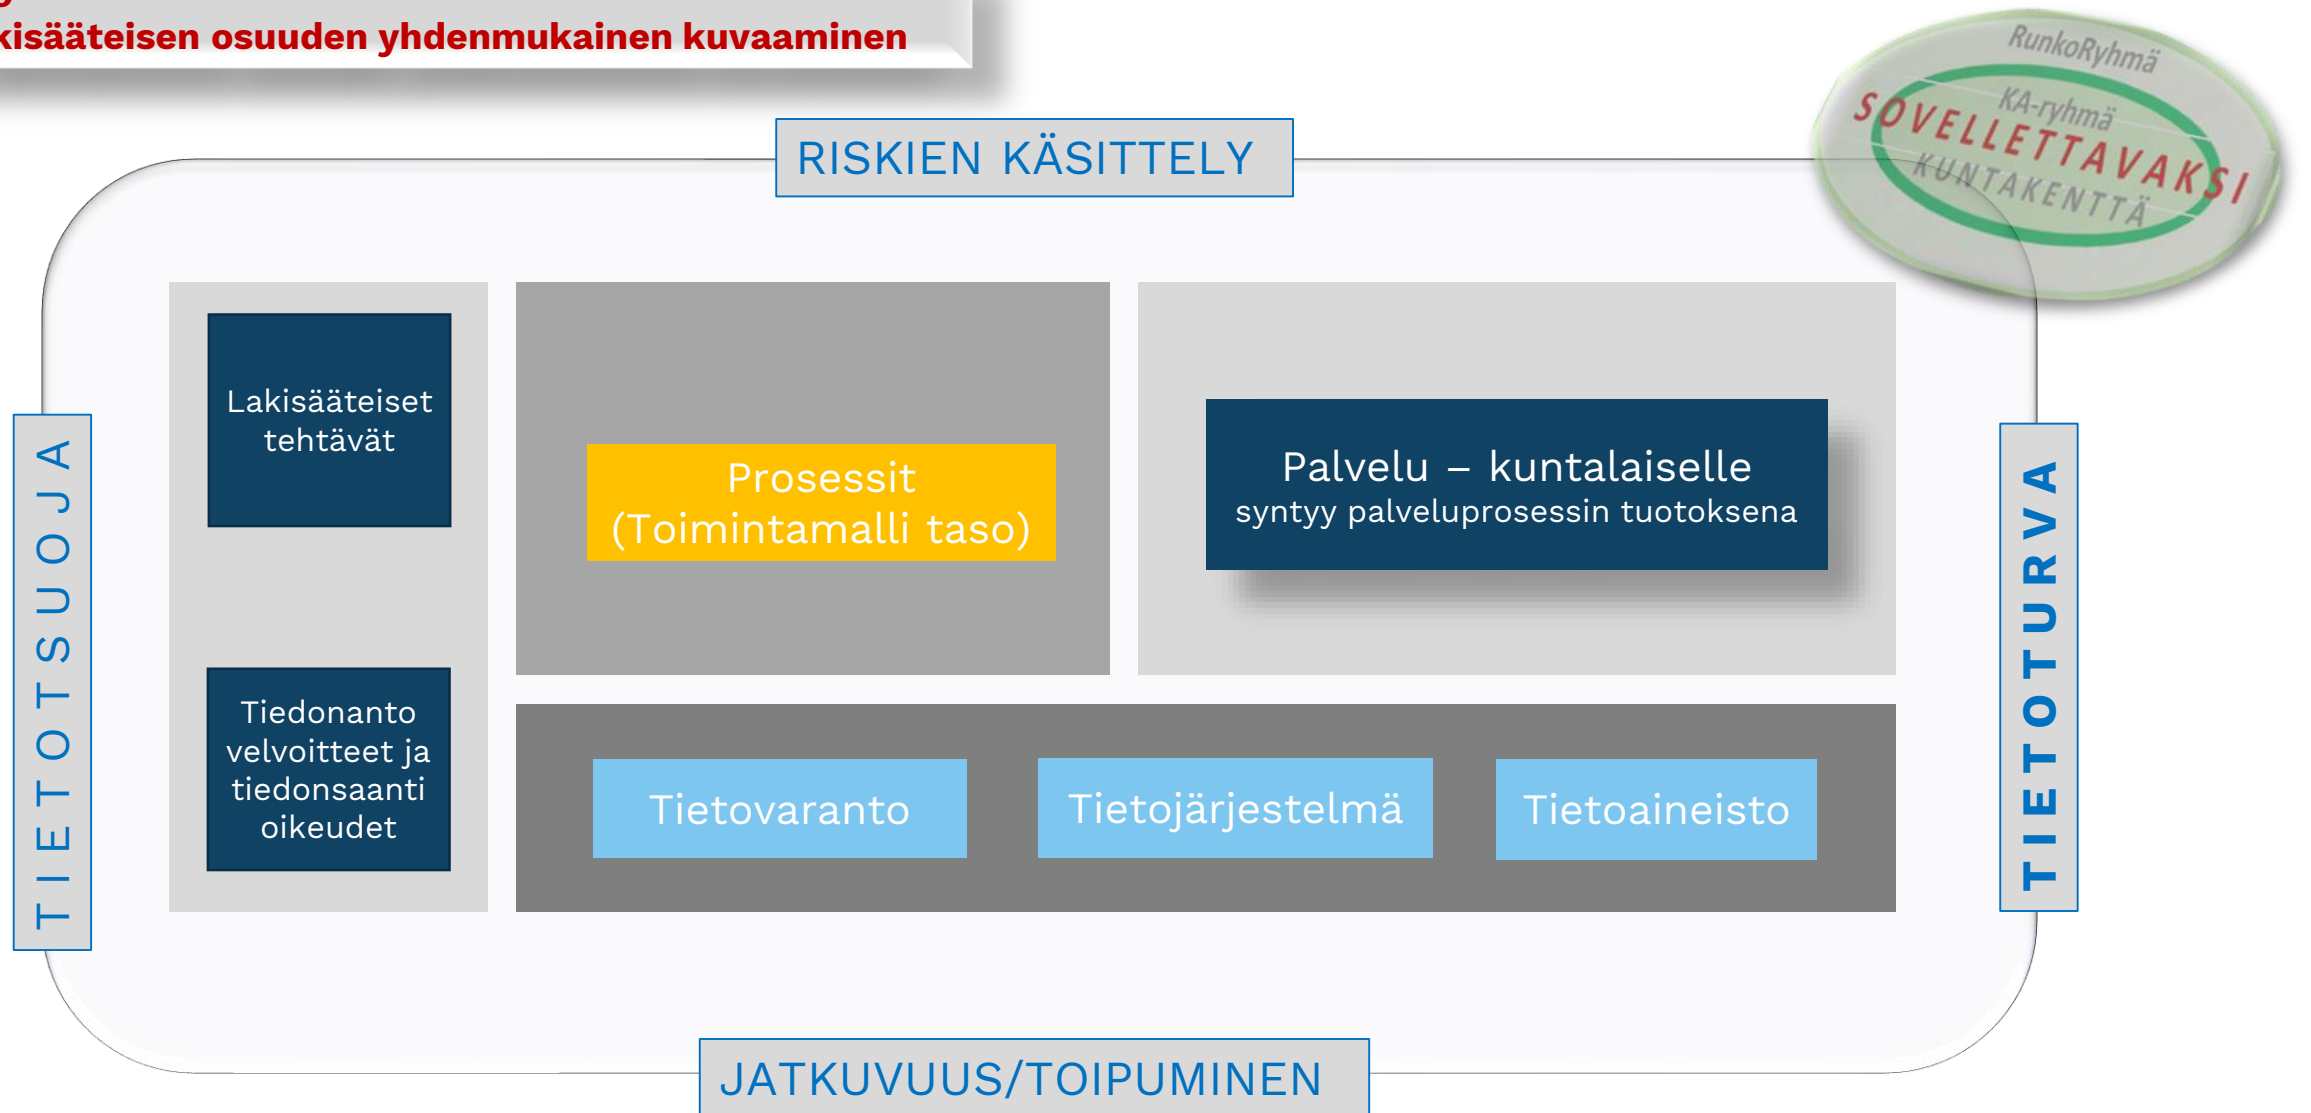 kisääteisen osuuden yhdenmukainen kuvaaminen
RunkoRyhmä
KA-ryhmä
SOVELLETTAVAKSI
KUNTAKENTTÄ
RISKIEN KÄSITTELY
Lakisääteiset
tehtävät
Prosessit
(Toimintamalli taso)
Palvelu – kuntalaiselle
syntyy palveluprosessin tuotoksena
TIETOTSUOJA
TIETOTURVA
Tiedonanto
velvoitteet ja
tiedonsaanti
oikeudet
Tietovaranto
Tietojärjestelmä
Tietoaineisto
JATKUVUUS/TOIPUMINEN